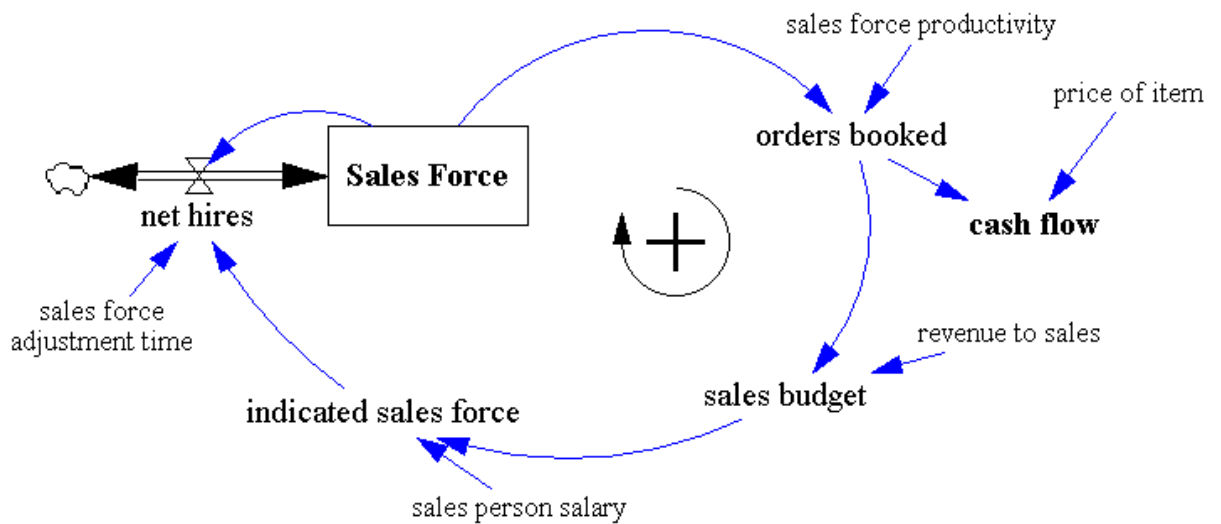 sales force productivity
price of item
orders booked
Sales Force
net hires
cash flow
sales force
adjustment time
revenue to sales
sales budget
indicated sales force
sales person salary